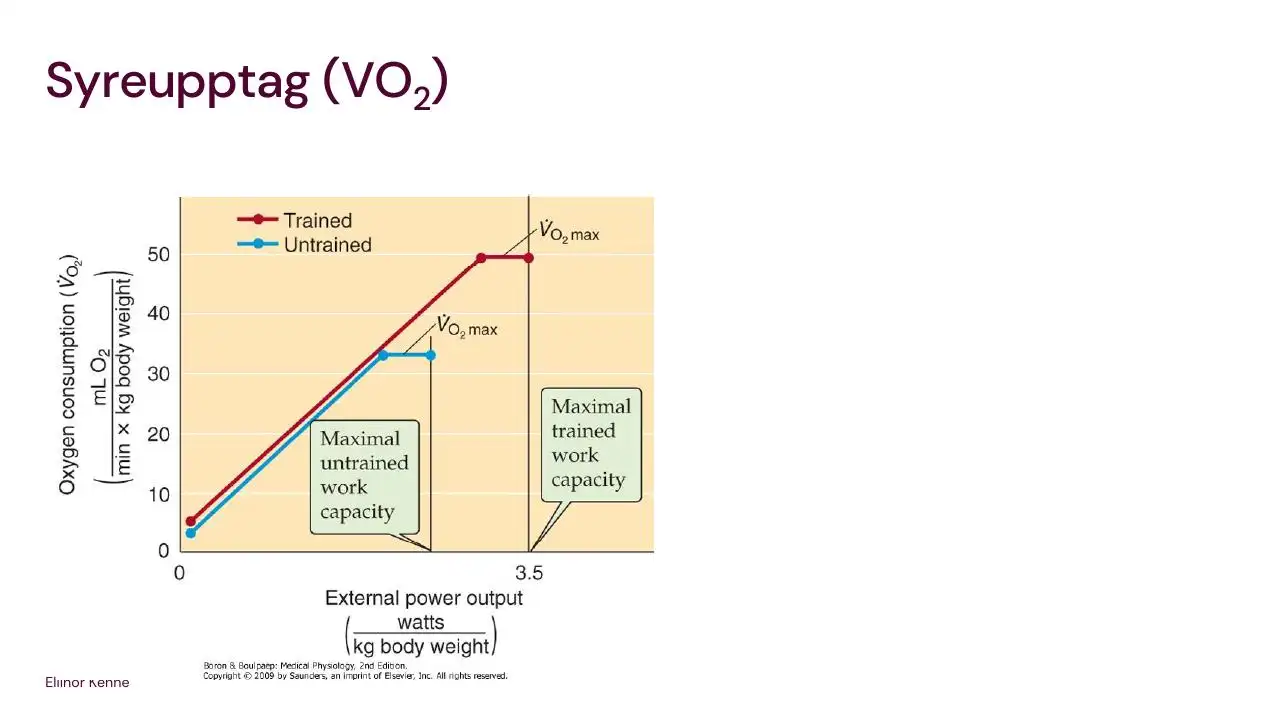 Syreupptag (VO₂)
Trained
Untrained
V̇O₂ max
V̇O₂ max
50
40
30
20
10
0
Oxygen consumption (V̇O₂)
(mL O₂
min × kg body weight)
Maximal
untrained
work
capacity
Maximal
trained
work
capacity
0
3.5
External power output
(watts
kg body weight)
Boron & Boulpaep: Medical Physiology, 2nd Edition.
Copyright © 2009 by Saunders, an imprint of Elsevier, Inc. All rights reserved.
Ellinor Kenne